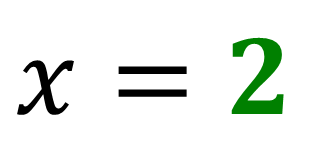 x = 2